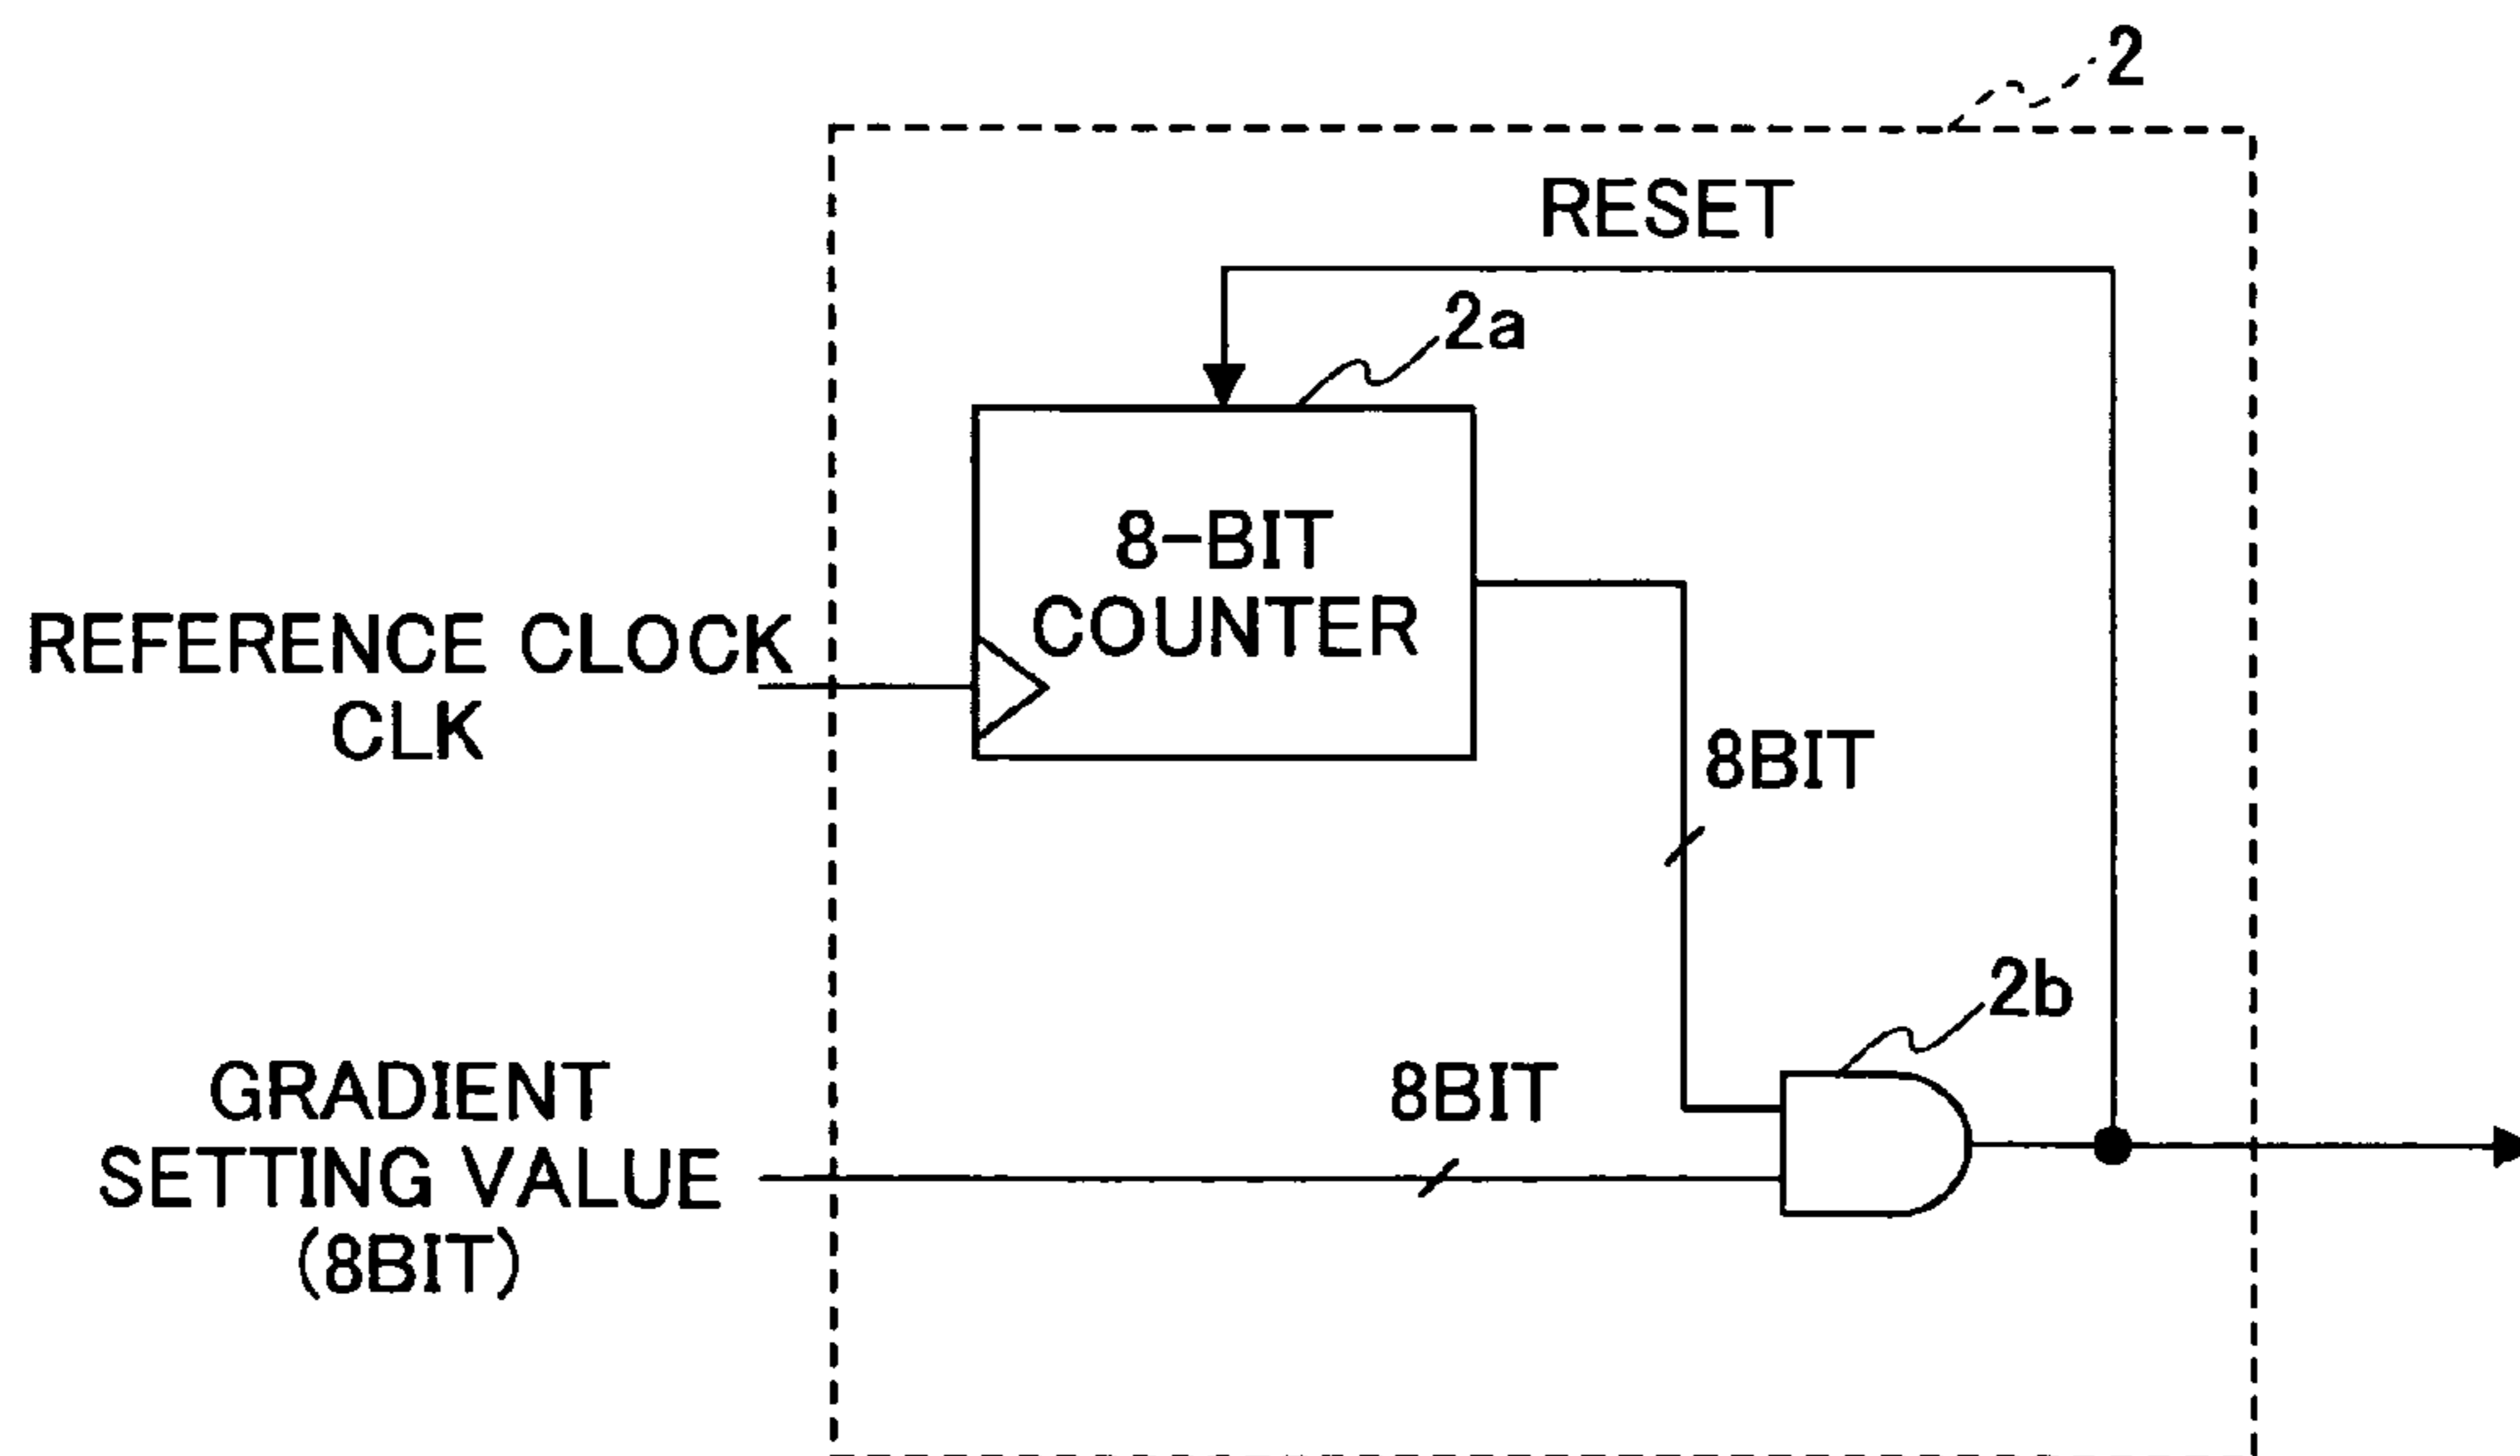 2
RESET
2a
8-BIT
COUNTER
REFERENCE CLOCK
CLK
8BIT
2b
GRADIENT
SETTING VALUE
(8BIT)
8BIT